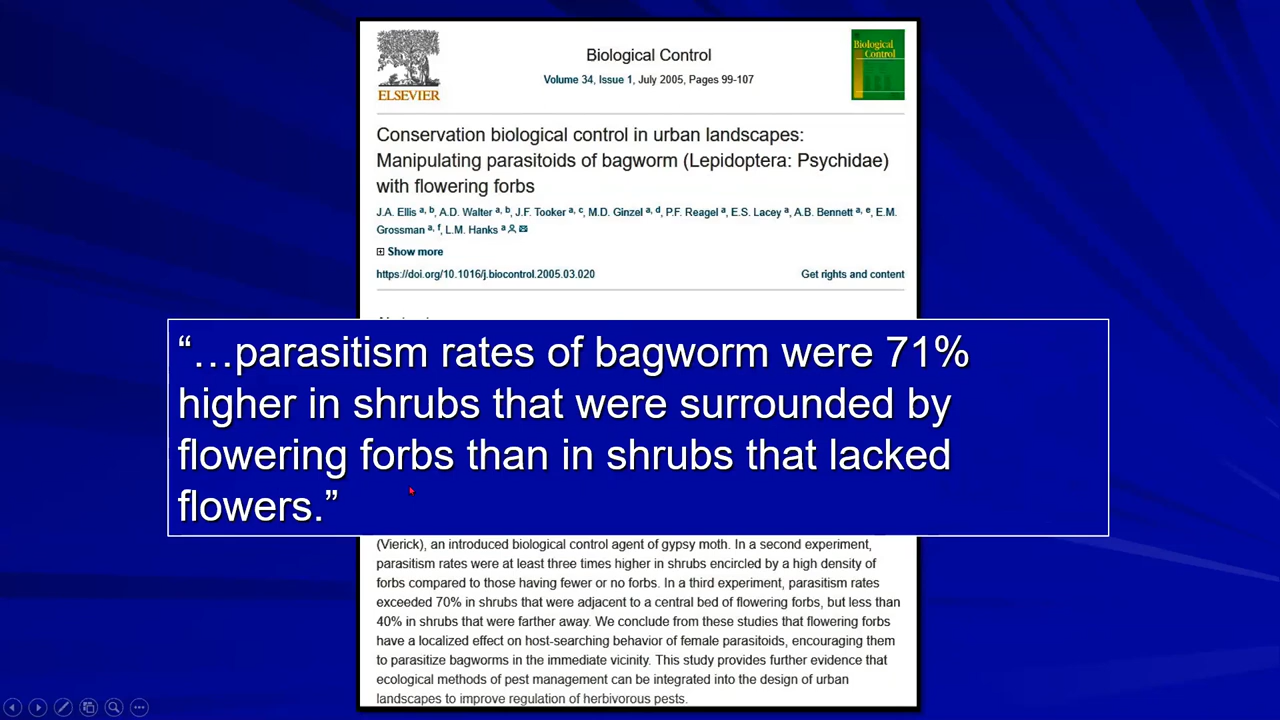 Biological Control
Biological
Control
Volume 34, Issue 1, July 2005, Pages 99-107
ELSEVIER
Conservation biological control in urban landscapes:
Manipulating parasitoids of bagworm (Lepidoptera: Psychidae)
with flowering forbs
J.A. Ellis a, b, A.D. Walter a, b, J.F. Tooker a, c, M.D. Ginzel a, d, P.F. Reagel a, E.S. Lacey a, A.B. Bennett a, e, E.M.
Grossman a, f, L.M. Hanks a
Show more
https://doi.org/10.1016/j.biocontrol.2005.03.020 Get rights and content
“…parasitism rates of bagworm were 71%
higher in shrubs that were surrounded by
flowering forbs than in shrubs that lacked
flowers.”
(Vierick), an introduced biological control agent of gypsy moth. In a second experiment,
parasitism rates were at least three times higher in shrubs encircled by a high density of
forbs compared to those having fewer or no forbs. In a third experiment, parasitism rates
exceeded 70% in shrubs that were adjacent to a central bed of flowering forbs, but less than
40% in shrubs that were farther away. We conclude from these studies that flowering forbs
have a localized effect on host-searching behavior of female parasitoids, encouraging them
to parasitize bagworms in the immediate vicinity. This study provides further evidence that
ecological methods of pest management can be integrated into the design of urban
landscapes to improve regulation of herbivorous pests.